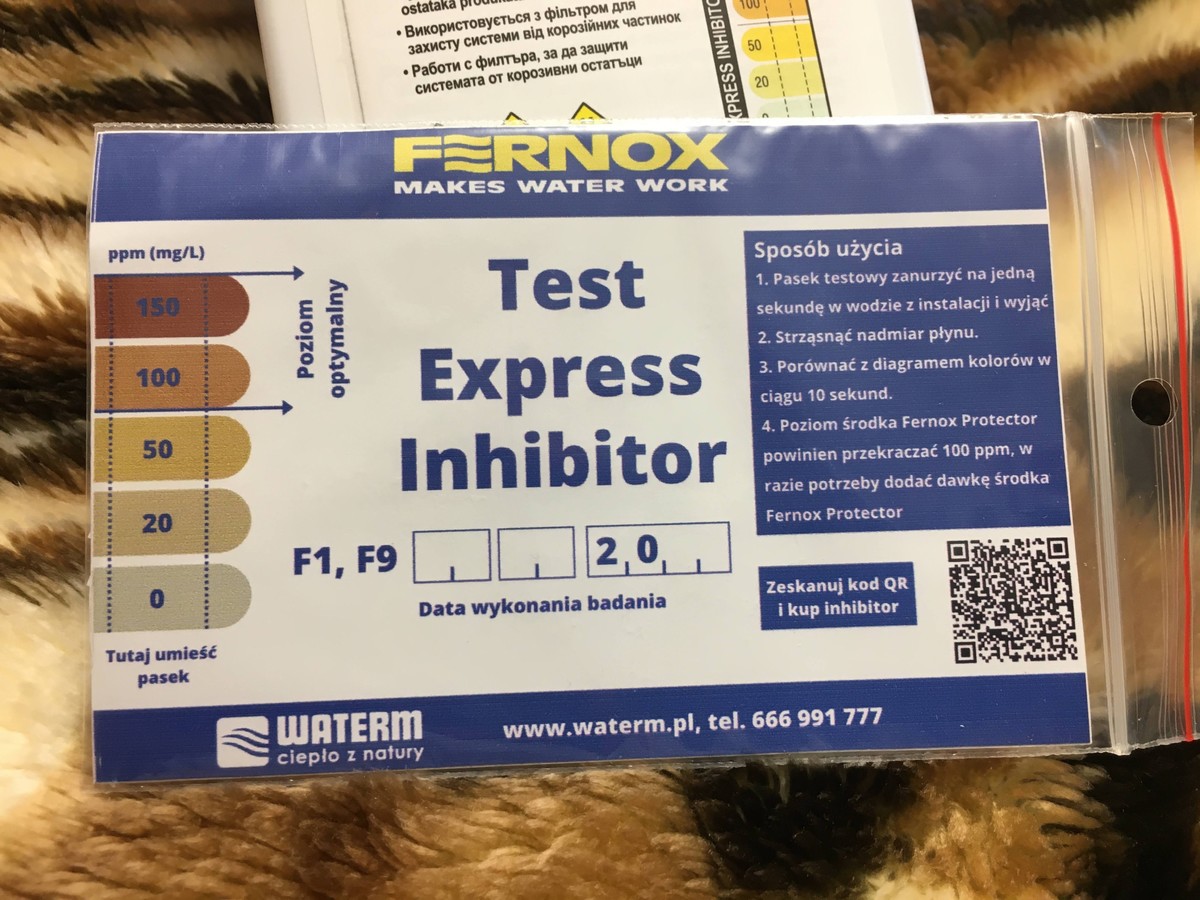 • Використовується з фільтром для
захисту системи від корозійних частинок
• Работи с филтъра, за да защити
системата от корозивни остатъци
100
50
20
FERNOX
MAKES WATER WORK
ppm (mg/L)
150
100
50
20
0
Poziom
optymalny
Tutaj umieść
pasek
Test
Express
Inhibitor
F1, F9
2 0
Data wykonania badania
Sposób użycia
1. Pasek testowy zanurzyć na jedną
sekundę w wodzie z instalacji i wyjąć
2. Strząsnąć nadmiar płynu.
3. Porównać z diagramem kolorów w
ciągu 10 sekund.
4. Poziom środka Fernox Protector
powinien przekraczać 100 ppm, w
razie potrzeby dodać dawkę środka
Fernox Protector
Zeskanuj kod QR
i kup inhibitor
WATERM
ciepło z natury
www.waterm.pl, tel. 666 991 777